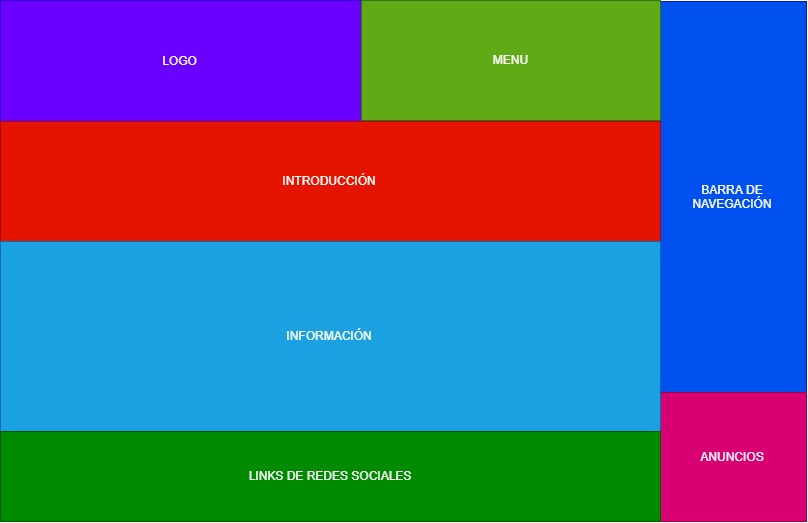 LOGO
MENU
INTRODUCCIÓN
INFORMACIÓN
LINKS DE REDES SOCIALES
BARRA DE
NAVEGACIÓN
ANUNCIOS